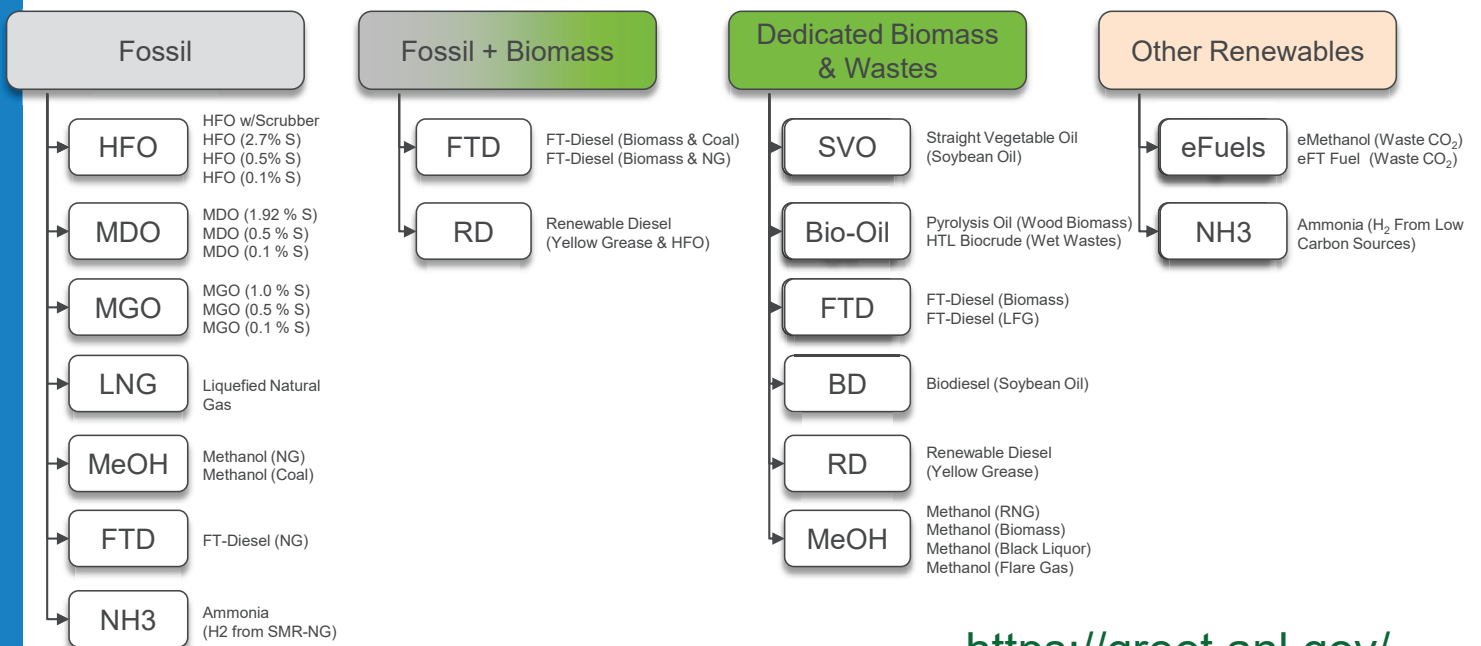 Fossil
HFO
HFO w/Scrubber
HFO (2.7% S)
HFO (0.5% S)
HFO (0.1% S)
MDO
MDO (1.92 % S)
MDO (0.5 % S)
MDO (0.1 % S)
MGO
MGO (1.0 % S)
MGO (0.5 % S)
MGO (0.1 % S)
LNG
Liquefied Natural
Gas
MeOH
Methanol (NG)
Methanol (Coal)
FTD
FT-Diesel (NG)
NH3
Ammonia
(H2 from SMR-NG)
Fossil + Biomass
FTD
FT-Diesel (Biomass & Coal)
FT-Diesel (Biomass & NG)
RD
Renewable Diesel
(Yellow Grease & HFO)
Dedicated Biomass
& Wastes
SVO
Straight Vegetable Oil
(Soybean Oil)
Bio-Oil
Pyrolysis Oil (Wood Biomass)
HTL Biocrude (Wet Wastes)
FTD
FT-Diesel (Biomass)
FT-Diesel (LFG)
BD
Biodiesel (Soybean Oil)
RD
Renewable Diesel
(Yellow Grease)
MeOH
Methanol (RNG)
Methanol (Biomass)
Methanol (Black Liquor)
Methanol (Flare Gas)
Other Renewables
eFuels
eMethanol (Waste CO₂)
eFT Fuel (Waste CO₂)
NH3
Ammonia (H₂ From Low
Carbon Sources)
https://greet.anl.gov/